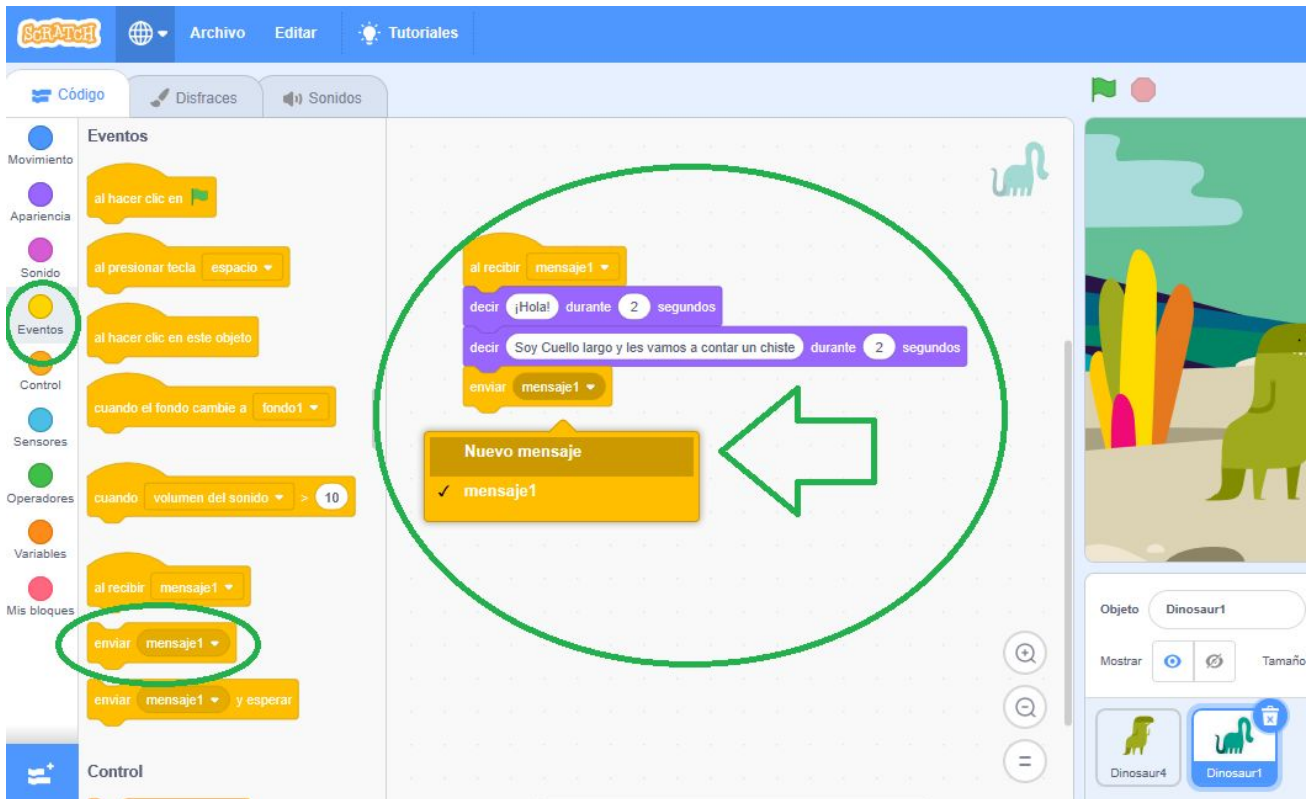 SCRATCH
Archivo
Editar
Tutoriales
Código
Disfraces
Sonidos
Movimiento
Apariencia
Sonido
Eventos
Control
Sensores
Operadores
Variables
Mis bloques
Eventos
al hacer clic en
al presionar tecla espacio
al hacer clic en este objeto
cuando el fondo cambie a fondo1
cuando volumen del sonido > 10
al recibir mensaje1
enviar mensaje1
enviar mensaje1 y esperar
Control
al recibir mensaje1
decir ¡Hola! durante 2 segundos
decir Soy Cuello largo y les vamos a contar un chiste durante 2 segundos
enviar mensaje1
Nuevo mensaje
✓ mensaje1
Objeto Dinosaur1
Mostrar Tamaño
Dinosaur4
Dinosaur1